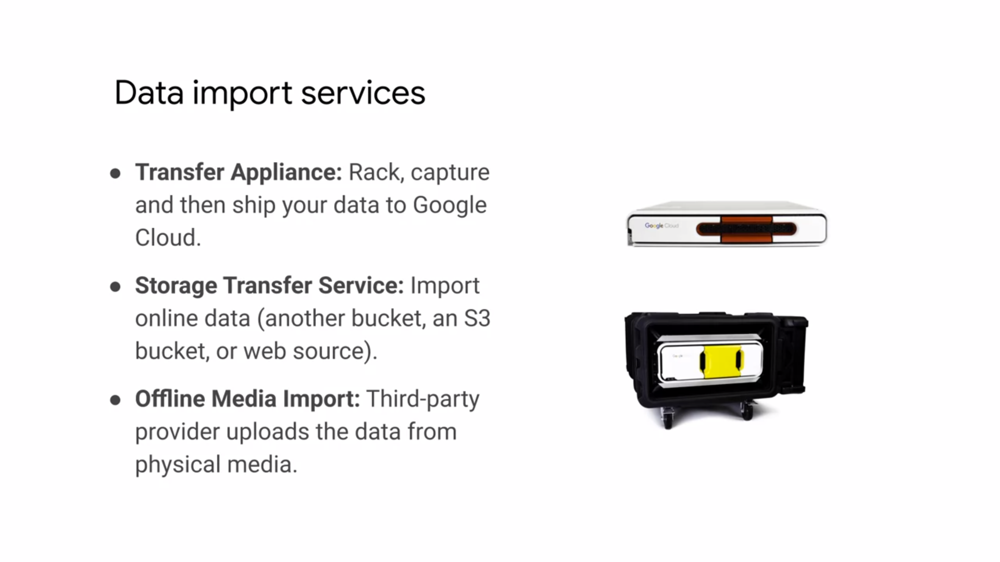 Data import services
● Transfer Appliance: Rack, capture
and then ship your data to Google
Cloud.
● Storage Transfer Service: Import
online data (another bucket, an S3
bucket, or web source).
● Offline Media Import: Third-party
provider uploads the data from
physical media.
Google Cloud
Google